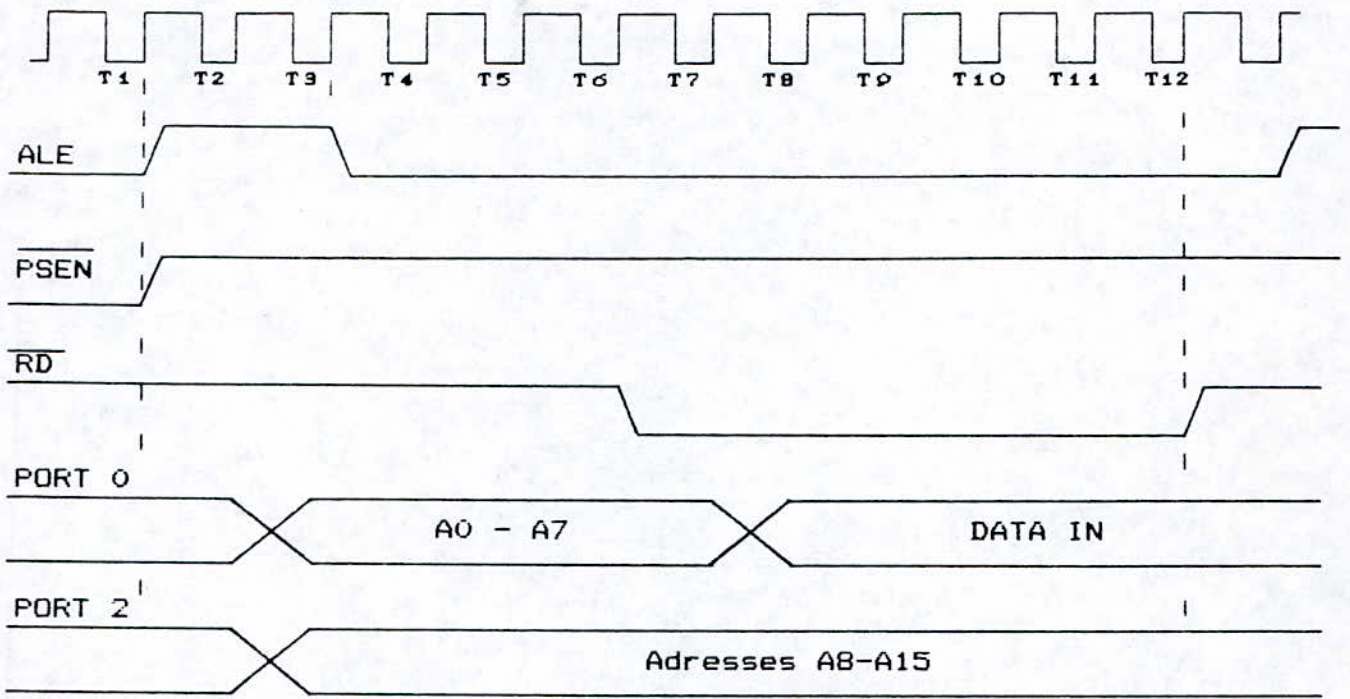 T1 T2 T3 T4 T5 T6 T7 T8 T9 T10 T11 T12
ALE
PSEN
RD
PORT 0
A0 - A7
DATA IN
PORT 2
Adresses A8-A15